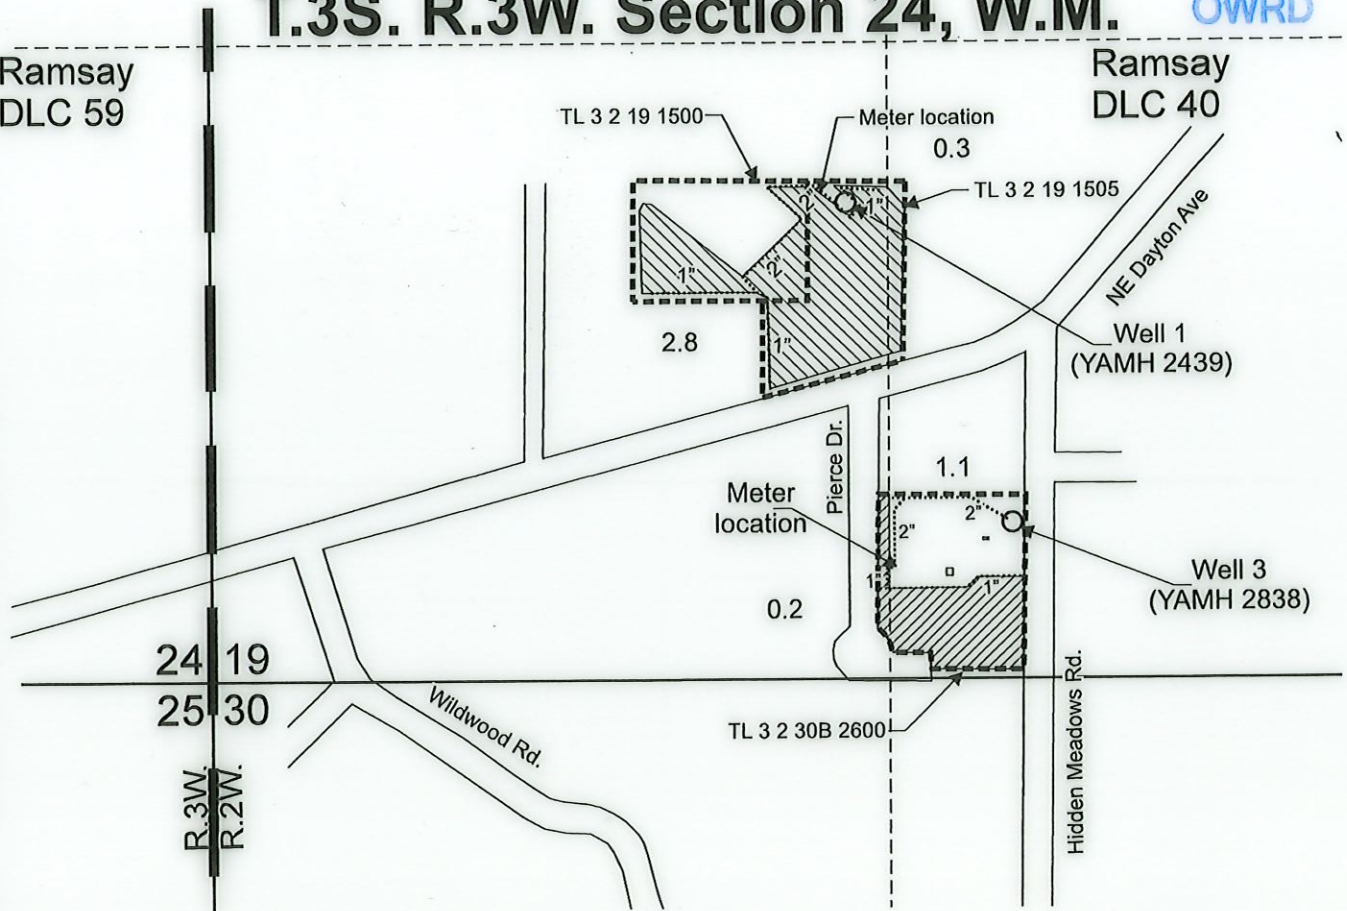 T.3S. R.3W. Section 24, W.M.
OWRD
Ramsay
DLC 59
Ramsay
DLC 40
TL 3 2 19 1500
Meter location
0.3
TL 3 2 19 1505
2"
1"
NE Dayton Ave
1"
2"
2.8
1"
Well 1
(YAMH 2439)
Pierce Dr.
1.1
Meter
location
2"
2"
Well 3
(YAMH 2838)
1"
1"
0.2
24 19
25 30
Wildwood Rd.
TL 3 2 30B 2600
Hidden Meadows Rd.
R.3W.
R.2W.